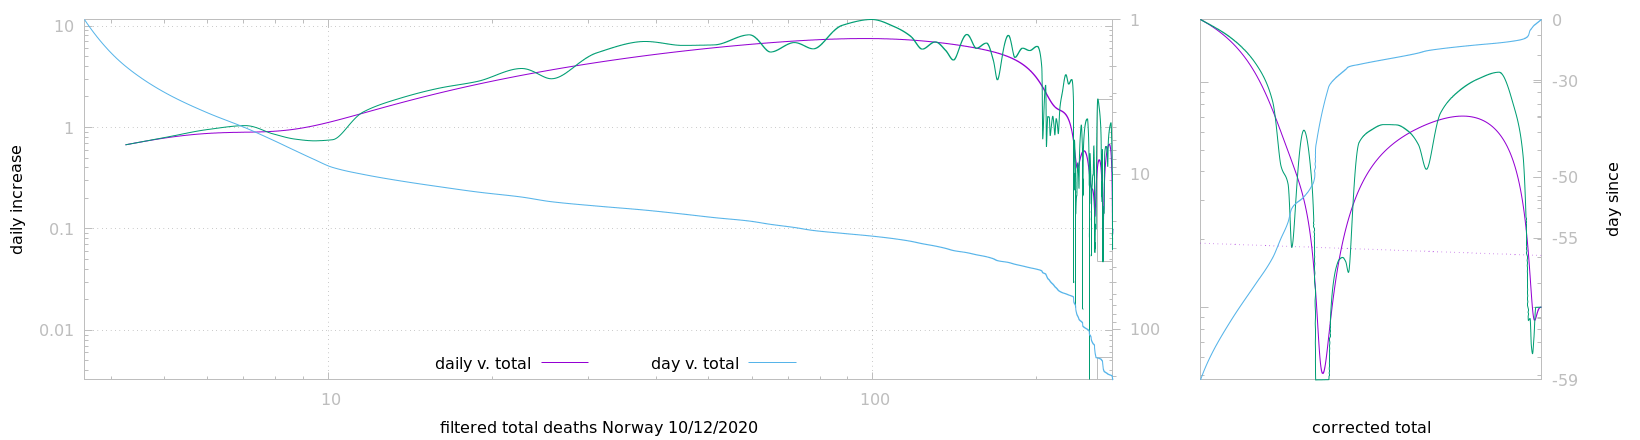 10
1
0.1
0.01
daily increase
10
100
filtered total deaths Norway 10/12/2020
daily v. total
day v. total
1
10
100
0
-30
-50
-55
-59
day since
corrected total